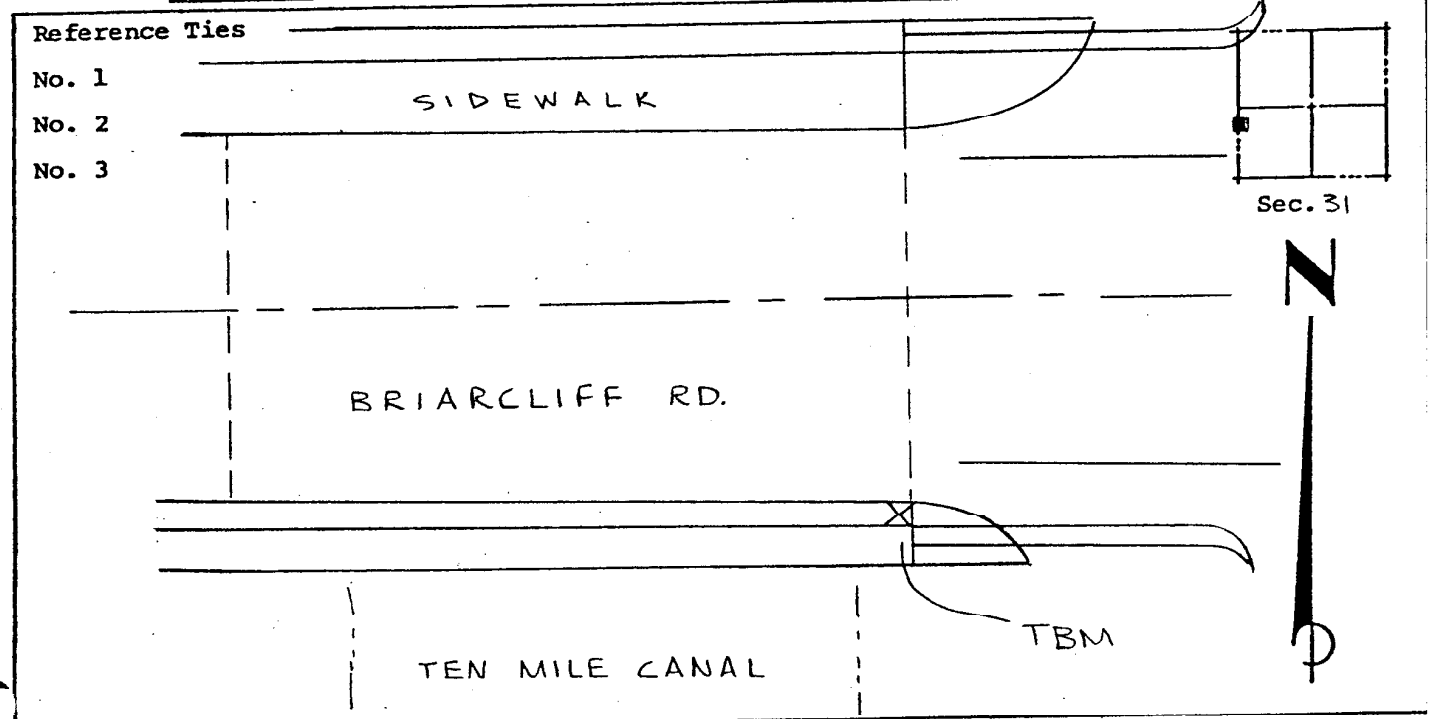 Reference Ties
No. 1
No. 2
No. 3
SIDEWALK
Sec. 31
N
BRIARCLIFF RD.
TBM
TEN MILE CANAL